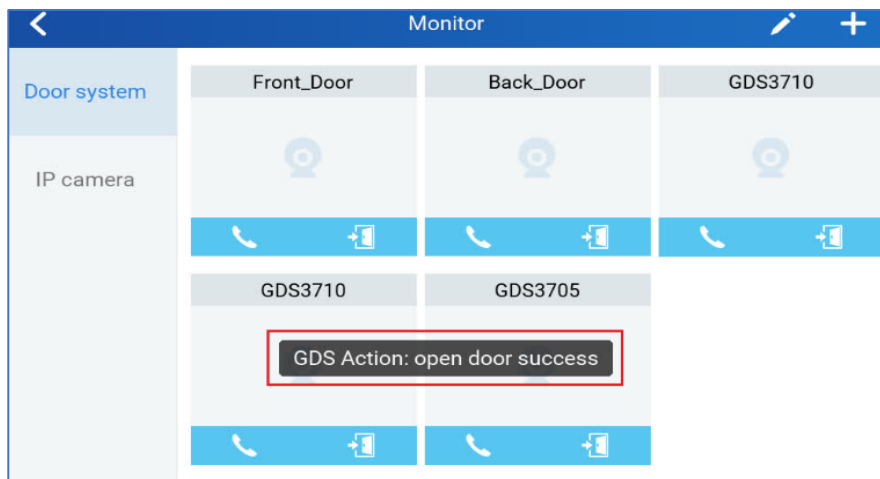 Monitor
Door system
IP camera
Front_Door
Back_Door
GDS3710
GDS3710
GDS3705
GDS Action: open door success